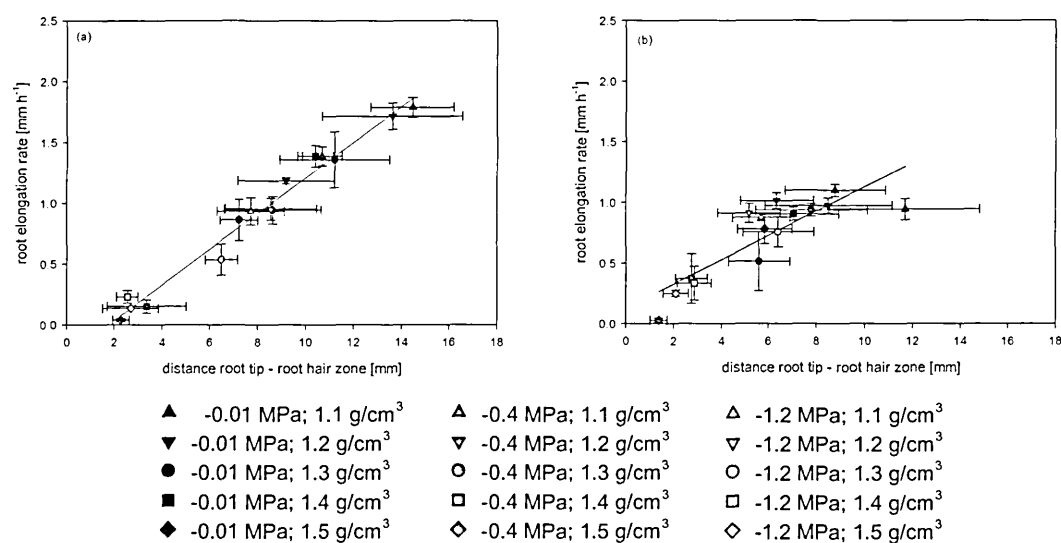 (a)
root elongation rate [mm h⁻¹]
2.5
2.0
1.5
1.0
0.5
0.0
0 2 4 6 8 10 12 14 16 18
distance root tip - root hair zone [mm]
(b)
root elongation rate [mm h⁻¹]
2.5
2.0
1.5
1.0
0.5
0.0
0 2 4 6 8 10 12 14 16 18
distance root tip - root hair zone [mm]
-0.01 MPa; 1.1 g/cm³
-0.01 MPa; 1.2 g/cm³
-0.01 MPa; 1.3 g/cm³
-0.01 MPa; 1.4 g/cm³
-0.01 MPa; 1.5 g/cm³
-0.4 MPa; 1.1 g/cm³
-0.4 MPa; 1.2 g/cm³
-0.4 MPa; 1.3 g/cm³
-0.4 MPa; 1.4 g/cm³
-0.4 MPa; 1.5 g/cm³
-1.2 MPa; 1.1 g/cm³
-1.2 MPa; 1.2 g/cm³
-1.2 MPa; 1.3 g/cm³
-1.2 MPa; 1.4 g/cm³
-1.2 MPa; 1.5 g/cm³